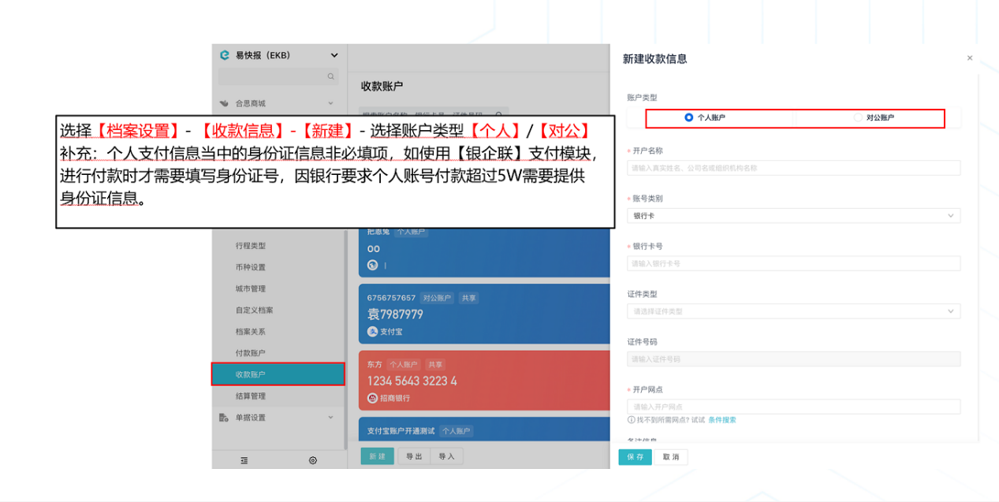 易快报（EKB）
合思商城
收款账户
选择【档案设置】-【收款信息】-【新建】- 选择账户类型【个人】/【对公】
补充：个人支付信息当中的身份证信息非必填项，如使用【银企联】支付模块，
进行付款时才需要填写身份证号，因银行要求个人账号付款超过5W需要提供
身份证信息。
行程类型
币种设置
城市管理
自定义档案
档案关系
付款账户
收款账户
结算管理
单据设置
个人账户
oo
6756757657 对公账户 共享
袁7987979
支付宝
东方 个人账户 共享
1234 5643 3223 4
招商银行
支付宝账户开通测试 个人账户
新建 导出 导入
新建收款信息
账户类型
个人账户 对公账户
* 开户名称
请输入真实姓名、公司名或组织机构名称
* 账号类别
银行卡
* 银行卡号
请输入银行卡号
证件类型
请选择证件类型
证件号码
请输入证件号码
* 开户网点
请输入开户网点
找不到所需网点? 试试 条件搜索
保存 取消